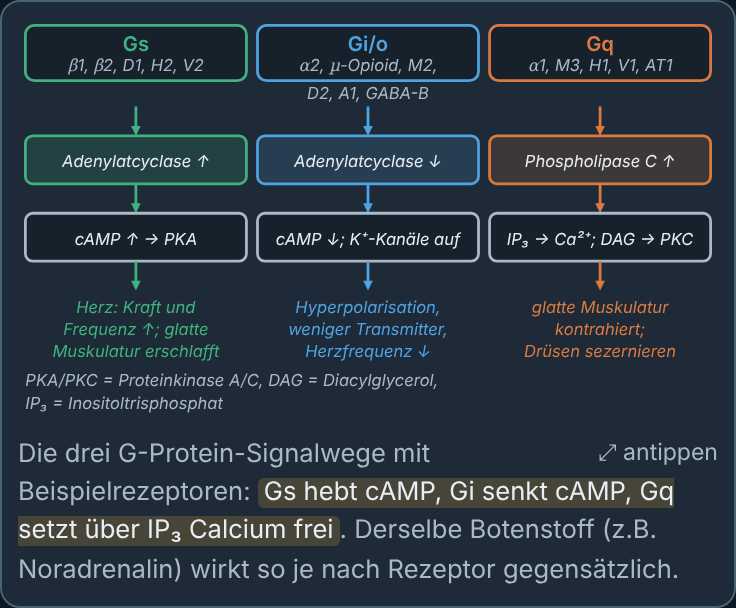 Gs
β1, β2, D1, H2, V2
Gi/o
α2, µ-Opioid, M2,
D2, A1, GABA-B
Gq
α1, M3, H1, V1, AT1
Adenylatcyclase ↑
Adenylatcyclase ↓
Phospholipase C ↑
cAMP ↑ → PKA
cAMP ↓; K⁺-Kanäle auf
IP₃ → Ca²⁺; DAG → PKC
Herz: Kraft und
Frequenz ↑; glatte
Muskulatur erschlafft
Hyperpolarisation,
weniger Transmitter,
Herzfrequenz ↓
glatte Muskulatur
kontrahiert;
Drüsen sezernieren
PKA/PKC = Proteinkinase A/C, DAG = Diacylglycerol,
IP₃ = Inositoltrisphosphat
Die drei G-Protein-Signalwege mit
⤢ antippen
Beispielrezeptoren: Gs hebt cAMP, Gi senkt cAMP, Gq
setzt über IP₃ Calcium frei. Derselbe Botenstoff (z.B.
Noradrenalin) wirkt so je nach Rezeptor gegensätzlich.